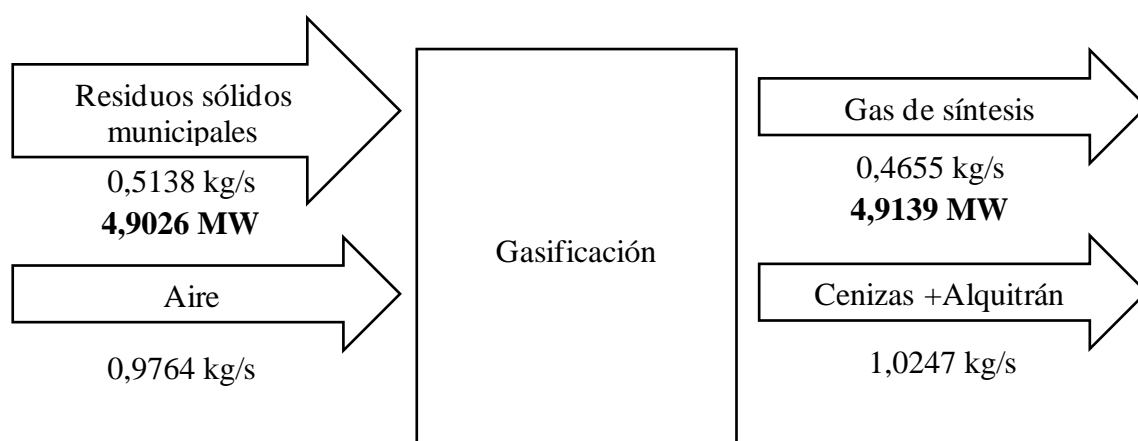 Residuos sólidos
municipales
0,5138 kg/s
4,9026 MW
Aire
0,9764 kg/s
Gasificación
Gas de síntesis
0,4655 kg/s
4,9139 MW
Cenizas +Alquitrán
1,0247 kg/s